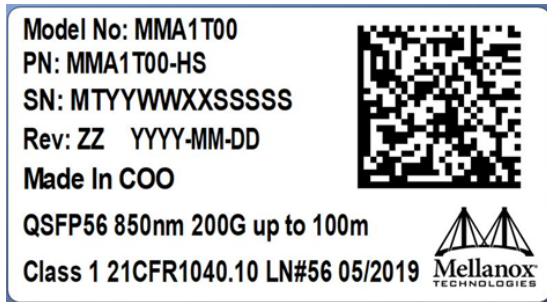 Model No: MMA1T00
PN: MMA1T00-HS
SN: MTYYWWXXSSSSS
Rev: ZZ YYYY-MM-DD
Made In COO
QSFP56 850nm 200G up to 100m
Class 1 21CFR1040.10 LN#56 05/2019
Mellanox
TECHNOLOGIES